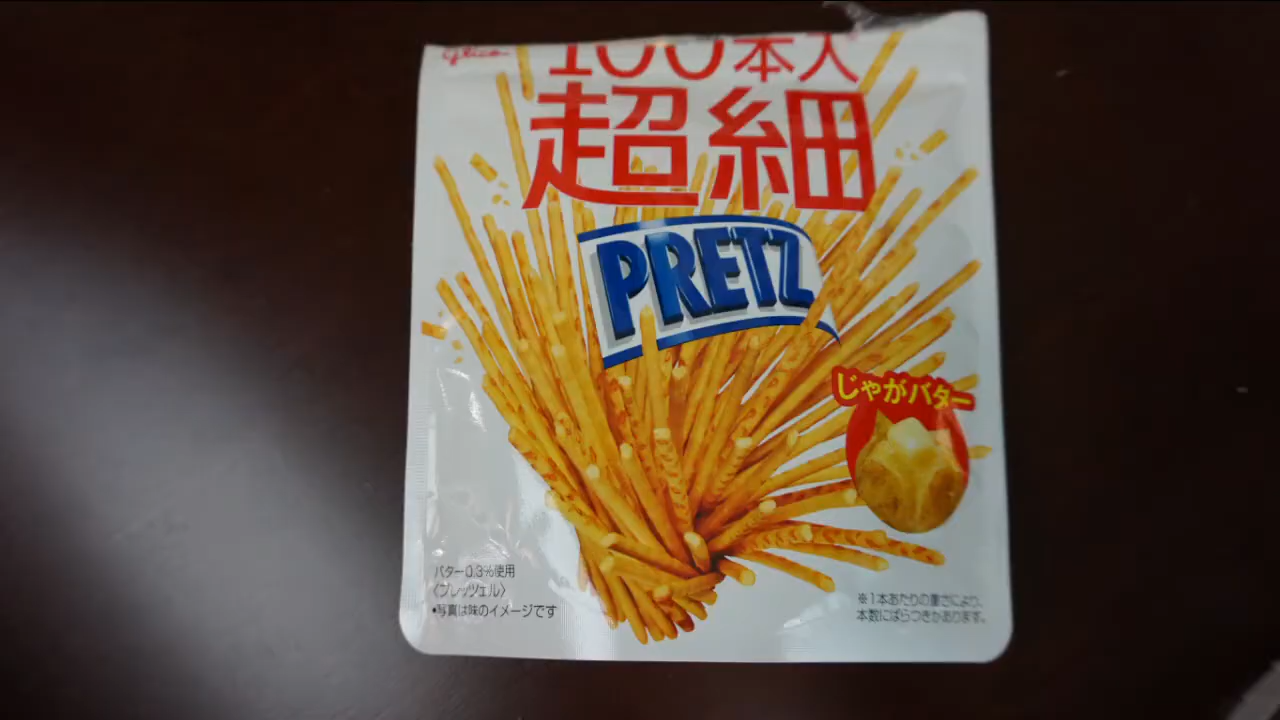 glico
100本入
超細
PRETZ
じゃがバター
バター0.3%使用
〈プレッツェル〉
•写真は味のイメージです
※1本あたりの重さにより、
本数にばらつきがあります。